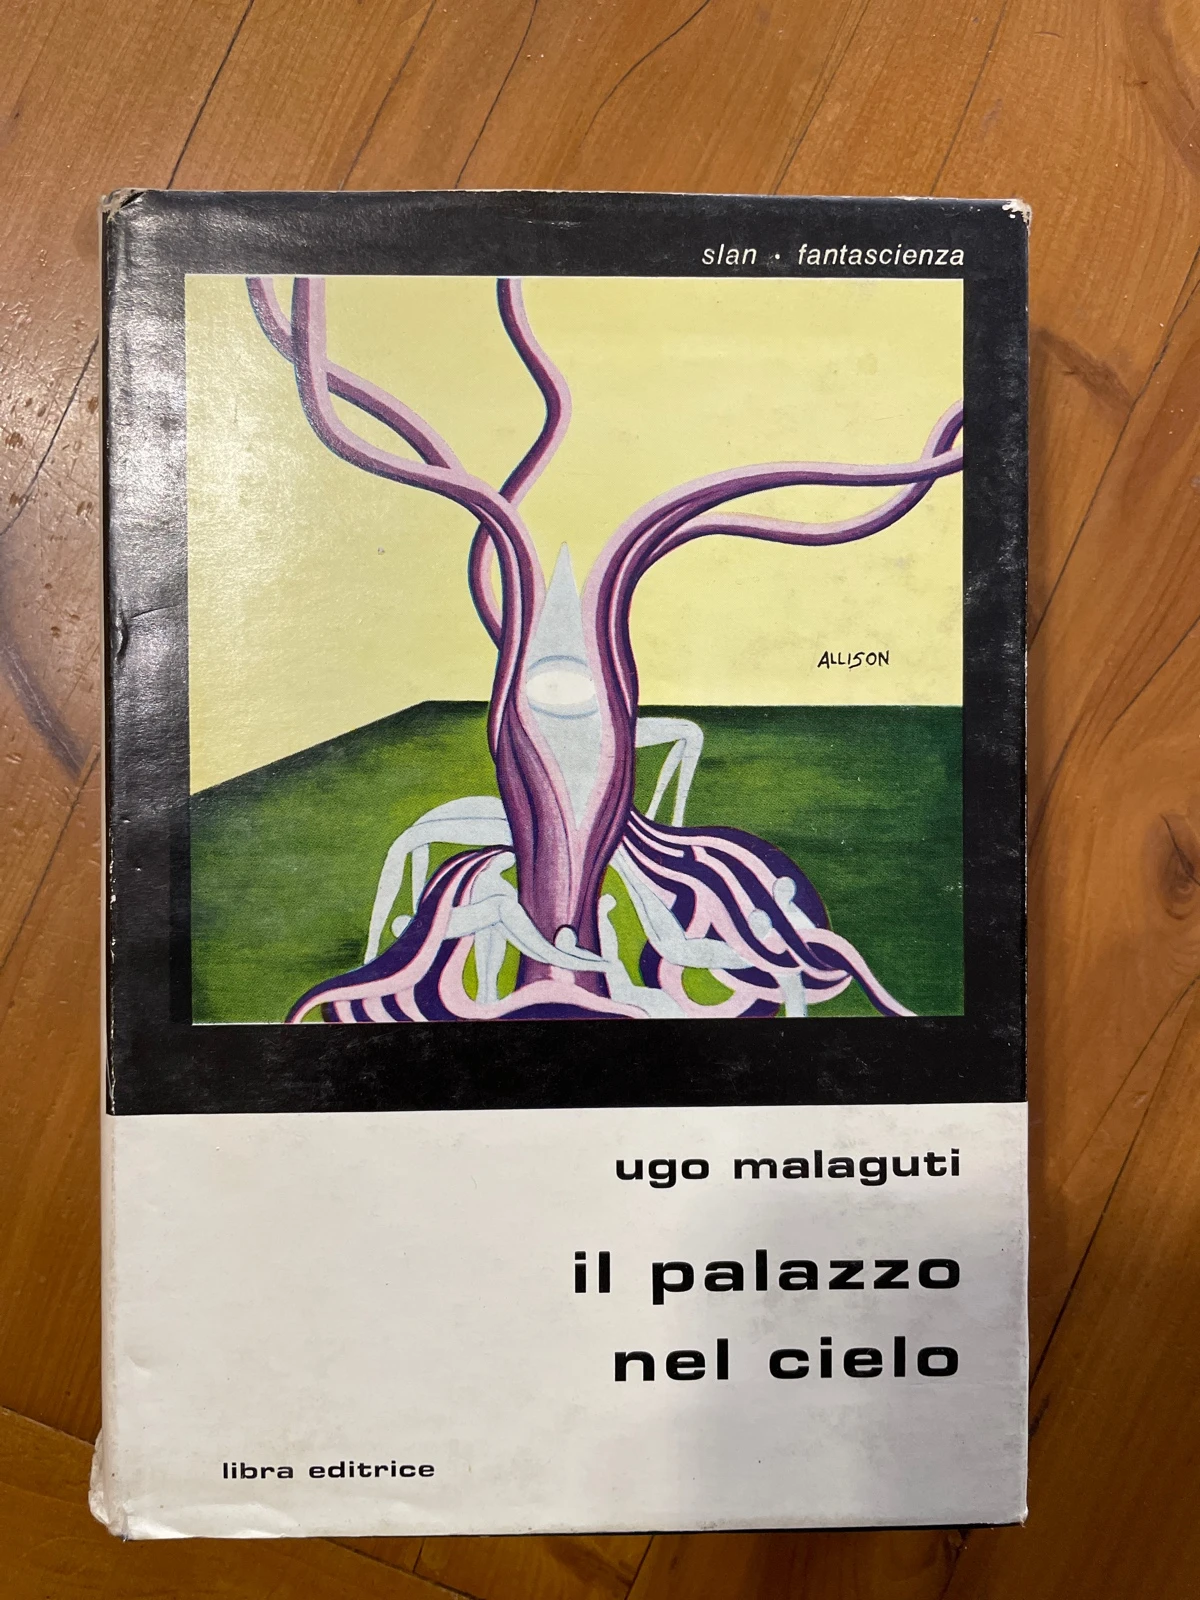 slan · fantascienza
ALLISON
ugo malaguti
il palazzo
nel cielo
libra editrice